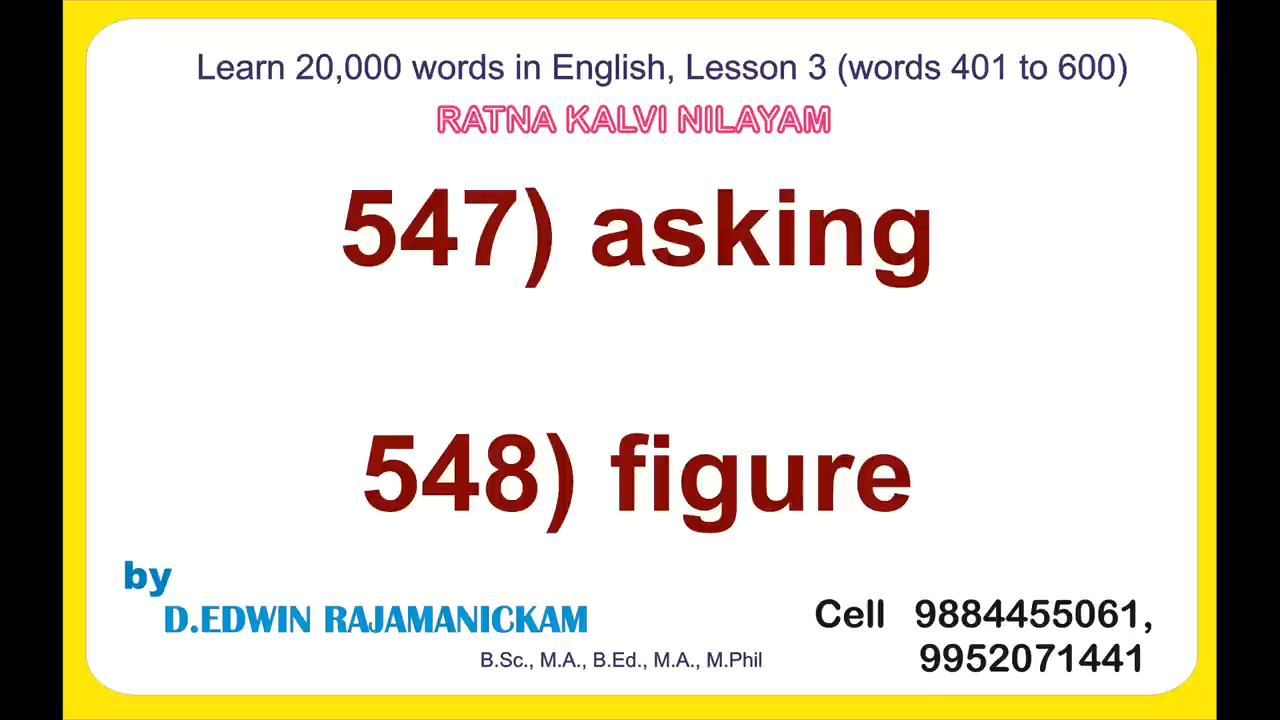 Learn 20,000 words in English, Lesson 3 (words 401 to 600)
RATNA KALVI NILAYAM
547) asking
548) figure
by
D.EDWIN RAJAMANICKAM
B.Sc., M.A., B.Ed., M.A., M.Phil
Cell 9884455061,
9952071441